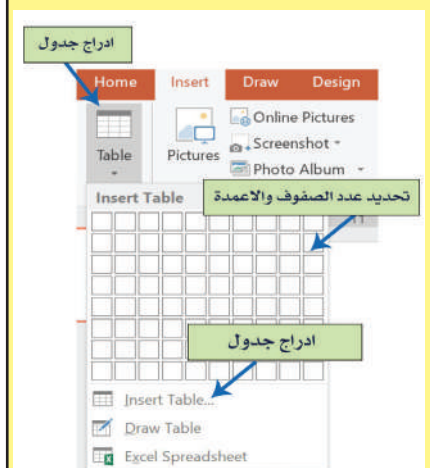 ادراج جدول
Home Insert Draw Design
Table
Pictures
Online Pictures
Screenshot
Photo Album
Insert Table
تحديد عدد الصفوف والاعمدة
ادراج جدول
Insert Table...
Draw Table
Excel Spreadsheet